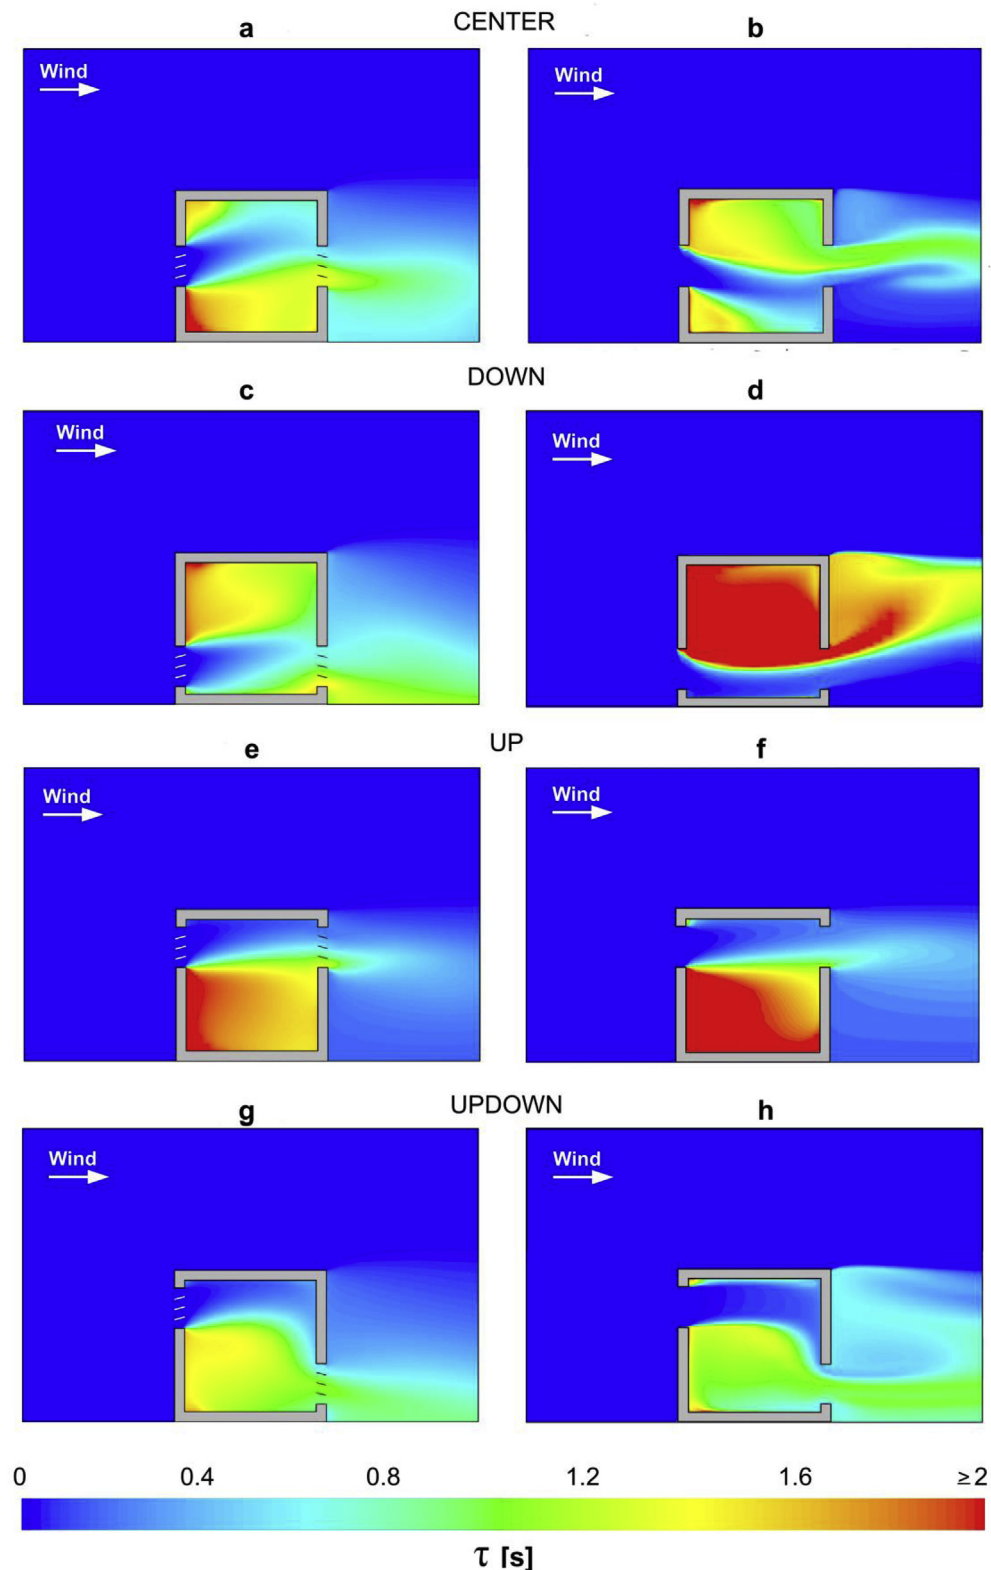 CENTER
a b
Wind Wind
DOWN
c d
Wind Wind
UP
e f
Wind Wind
UPDOWN
g h
Wind Wind
0 0.4 0.8 1.2 1.6 ≥2
τ [s]